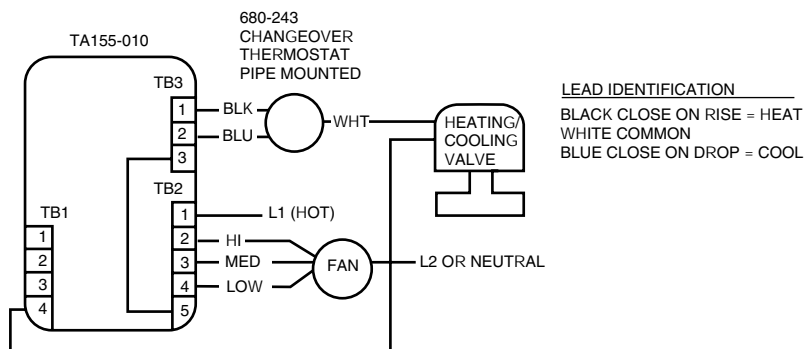 680-243
CHANGEOVER
THERMOSTAT
PIPE MOUNTED
TA155-010
TB3
1
BLK
2
BLU
3
WHT
HEATING/
COOLING
VALVE
LEAD IDENTIFICATION
BLACK CLOSE ON RISE = HEAT
WHITE COMMON
BLUE CLOSE ON DROP = COOL
TB2
1
L1 (HOT)
2
HI
3
MED
4
LOW
5
FAN
L2 OR NEUTRAL
TB1
1
2
3
4